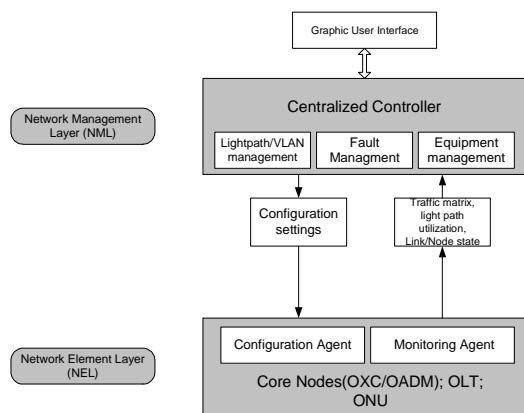 Graphic User Interface
Centralized Controller
Network Management
Layer (NML)
Lightpath/VLAN
management
Fault
Managment
Equipment
management
Configuration
settings
Traffic matrix,
light path
utilization,
Link/Node state
Network Element Layer
(NEL)
Configuration Agent
Monitoring Agent
Core Nodes(OXC/OADM); OLT;
ONU